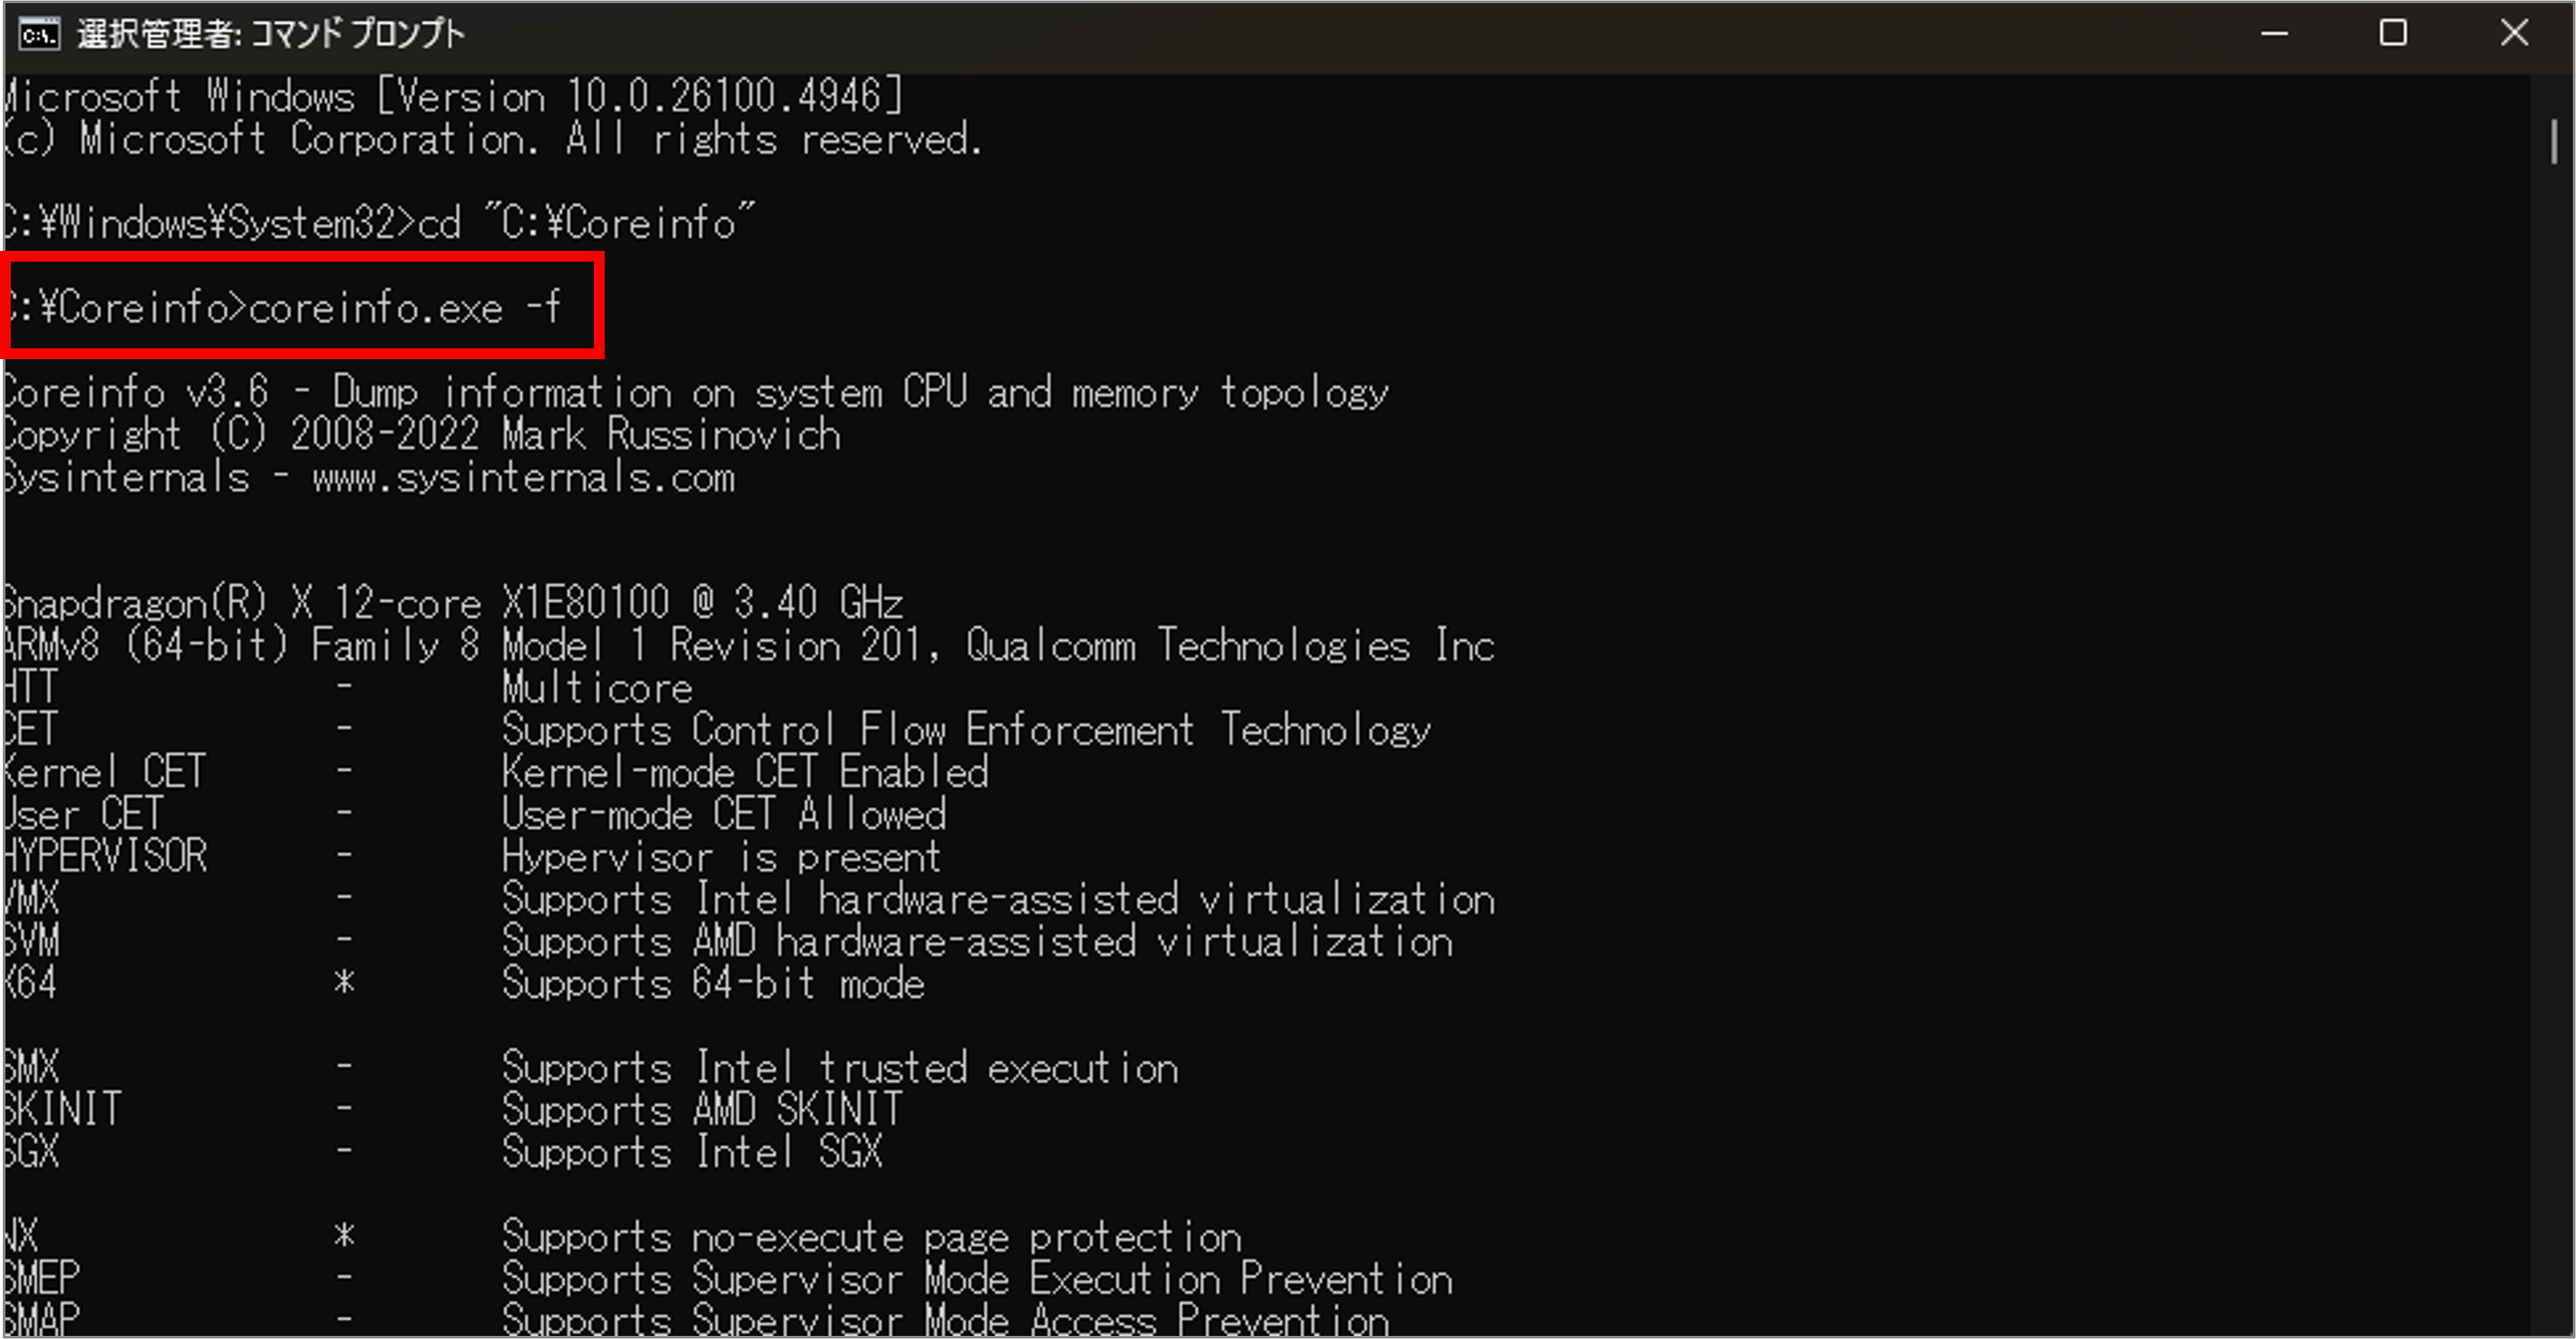 選択管理者: コマンド プロンプト
Microsoft Windows [Version 10.0.26100.4946]
(c) Microsoft Corporation. All rights reserved.
C:¥Windows¥System32>cd "C:¥Coreinfo"
C:¥Coreinfo>coreinfo.exe -f
Coreinfo v3.6 - Dump information on system CPU and memory topology
Copyright (C) 2008-2022 Mark Russinovich
Sysinternals - www.sysinternals.com
Snapdragon(R) X 12-core X1E80100 @ 3.40 GHz
ARMv8 (64-bit) Family 8 Model 1 Revision 201, Qualcomm Technologies Inc
HTT - Multicore
CET - Supports Control Flow Enforcement Technology
Kernel CET - Kernel-mode CET Enabled
User CET - User-mode CET Allowed
HYPERVISOR - Hypervisor is present
VMX - Supports Intel hardware-assisted virtualization
SVM - Supports AMD hardware-assisted virtualization
X64 * Supports 64-bit mode
SMX - Supports Intel trusted execution
SKINIT - Supports AMD SKINIT
SGX - Supports Intel SGX
NX * Supports no-execute page protection
SMEP - Supports Supervisor Mode Execution Prevention
SMAP - Supports Supervisor Mode Access Prevention